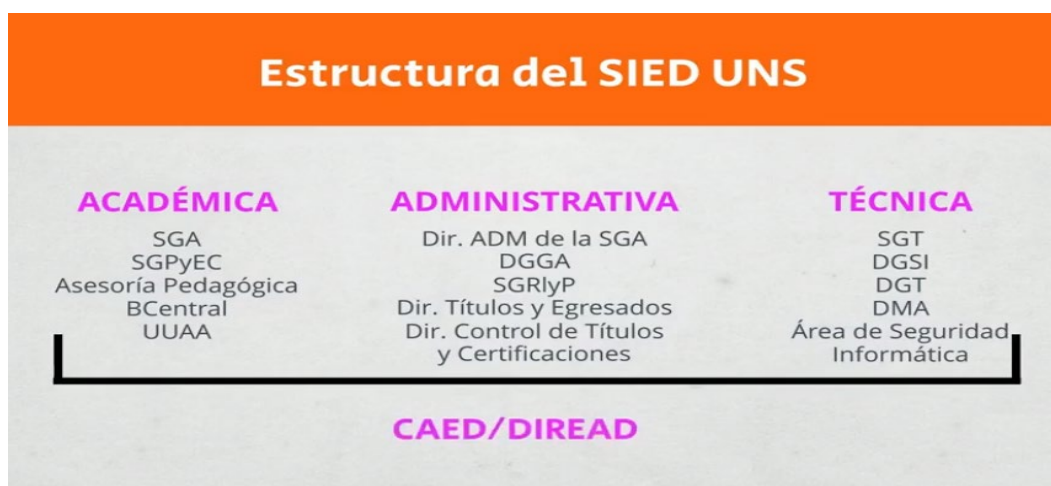 Estructura del SIED UNS
ACADÉMICA
SGA
SGPyEC
Asesoría Pedagógica
BCentral
UUAA
ADMINISTRATIVA
Dir. ADM de la SGA
DGGA
SGRIyP
Dir. Títulos y Egresados
Dir. Control de Títulos
y Certificaciones
TÉCNICA
SGT
DGSI
DGT
DMA
Área de Seguridad
Informática
CAED/DIREAD